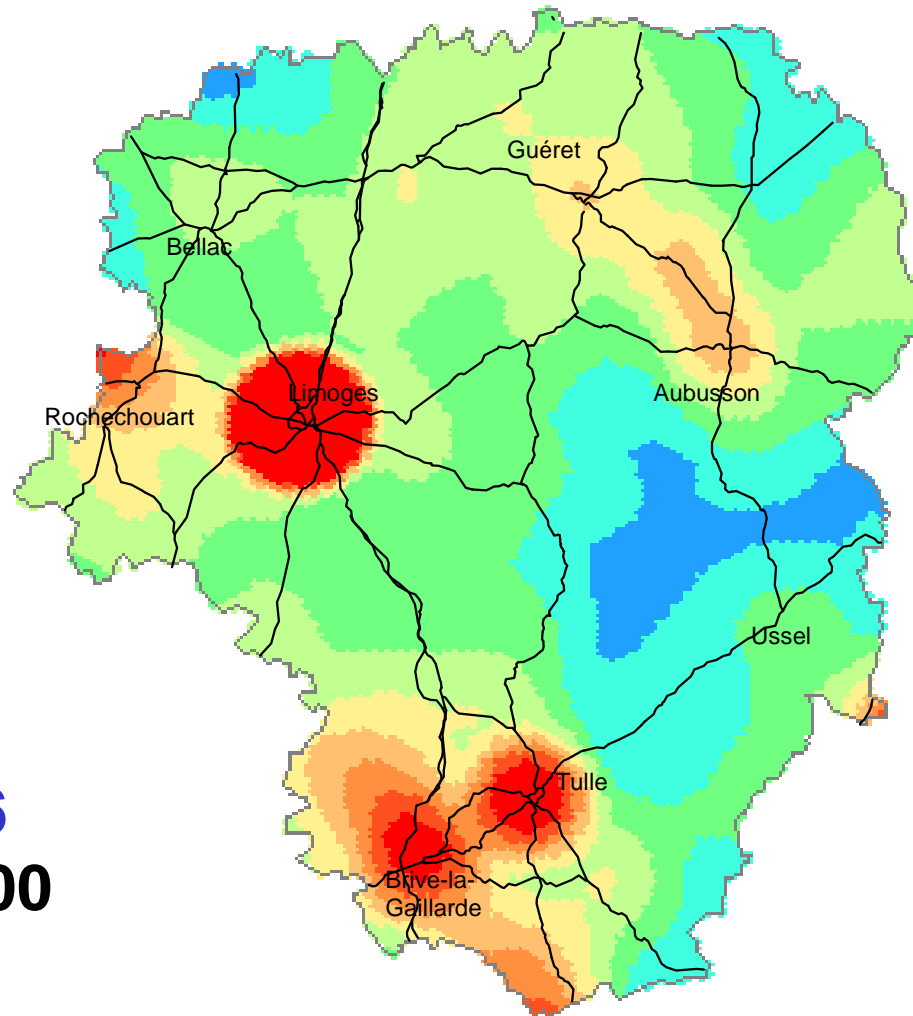 Guéret
Bellac
Limoges
Aubusson
Rochechouart
Ussel
Tulle
Brive-la-
Gaillarde
00